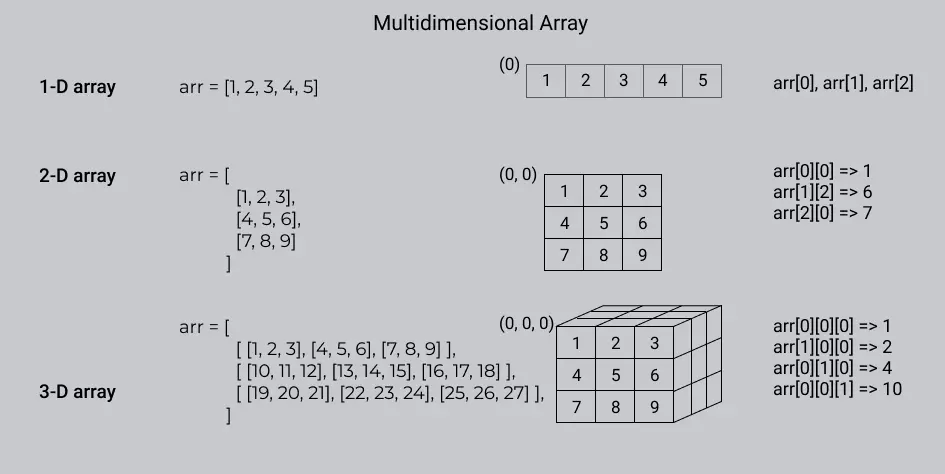 Multidimensional Array
1-D array
arr = [1, 2, 3, 4, 5]
(0)
1 2 3 4 5
arr[0], arr[1], arr[2]
2-D array
arr = [
[1, 2, 3],
[4, 5, 6],
[7, 8, 9]
]
(0, 0)
1 2 3
4 5 6
7 8 9
arr[0][0] => 1
arr[1][2] => 6
arr[2][0] => 7
3-D array
arr = [
[ [1, 2, 3], [4, 5, 6], [7, 8, 9] ],
[ [10, 11, 12], [13, 14, 15], [16, 17, 18] ],
[ [19, 20, 21], [22, 23, 24], [25, 26, 27] ],
]
(0, 0, 0)
1 2 3
4 5 6
7 8 9
arr[0][0][0] => 1
arr[1][0][0] => 2
arr[0][1][0] => 4
arr[0][0][1] => 10